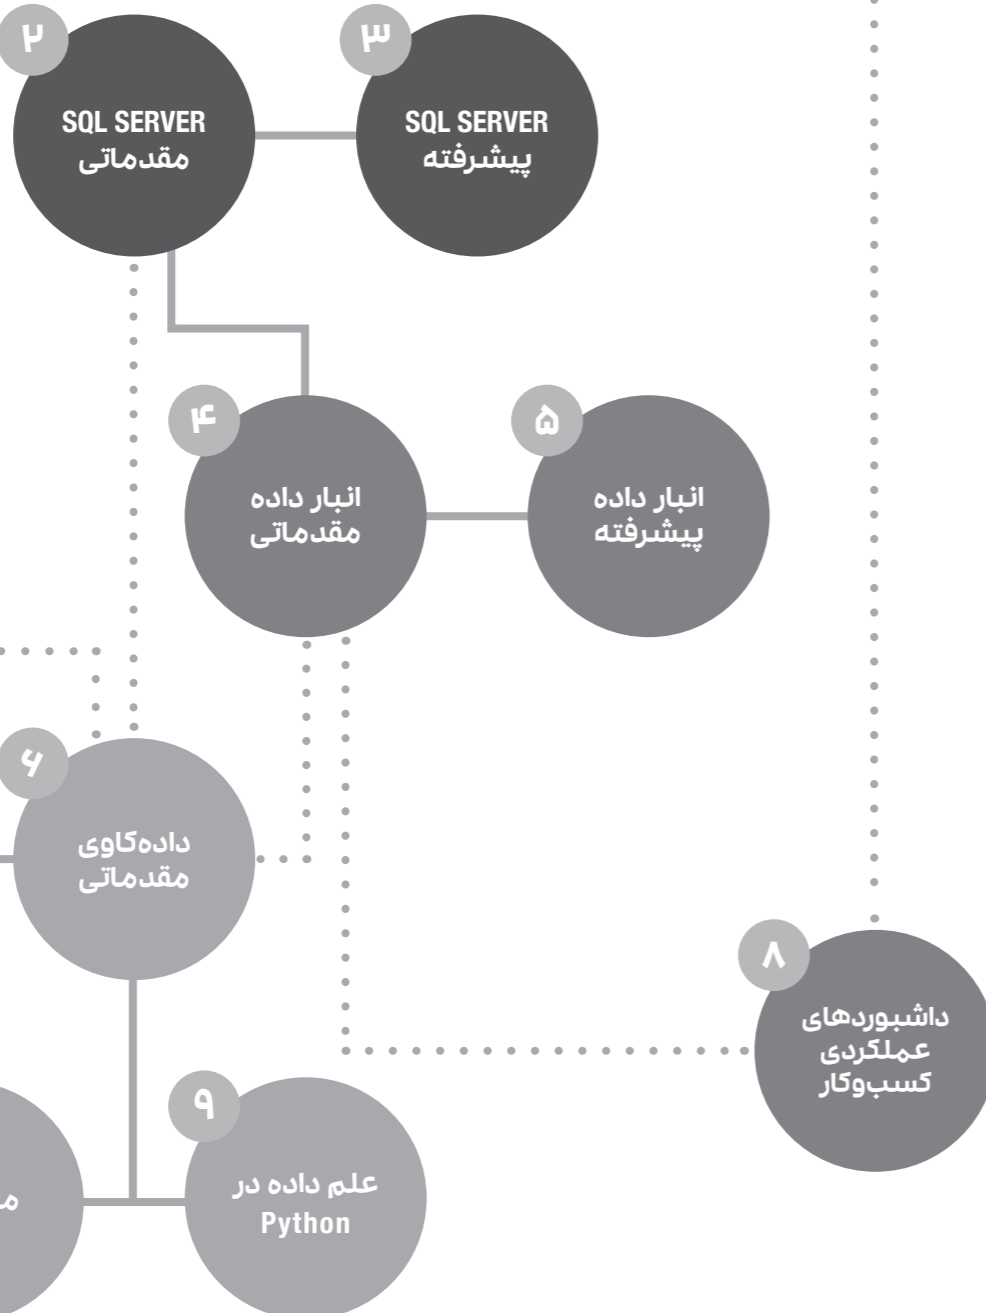 ۲
SQL SERVER
مقدماتی
۳
SQL SERVER
پیشرفته
۴
انبار داده
مقدماتی
۵
انبار داده
پیشرفته
۶
داده‌کاوی
مقدماتی
۸
داشبوردهای
عملکردی
کسب‌وکار
۹
علم داده در
Python